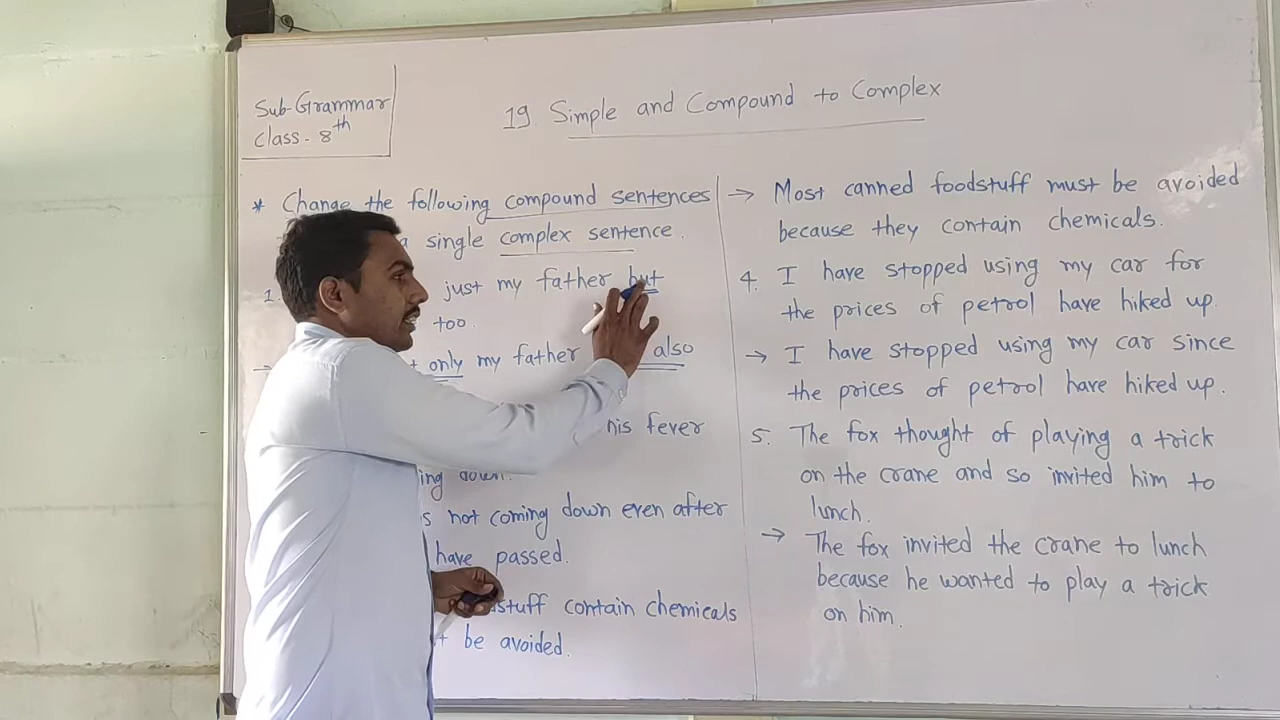 Sub-Grammar
Class - 8th
19 Simple and Compound to Complex
* Change the following compound sentences
a single complex sentence.
1. just my father but
too.
→ only my father also
his fever
down.
not coming down even after
have passed.
contain chemicals
be avoided.
→ Most canned foodstuff must be avoided
because they contain chemicals.
4. I have stopped using my car for
the prices of petrol have hiked up.
→ I have stopped using my car since
the prices of petrol have hiked up.
5. The fox thought of playing a trick
on the crane and so invited him to
lunch.
→ The fox invited the crane to lunch
because he wanted to play a trick
on him.